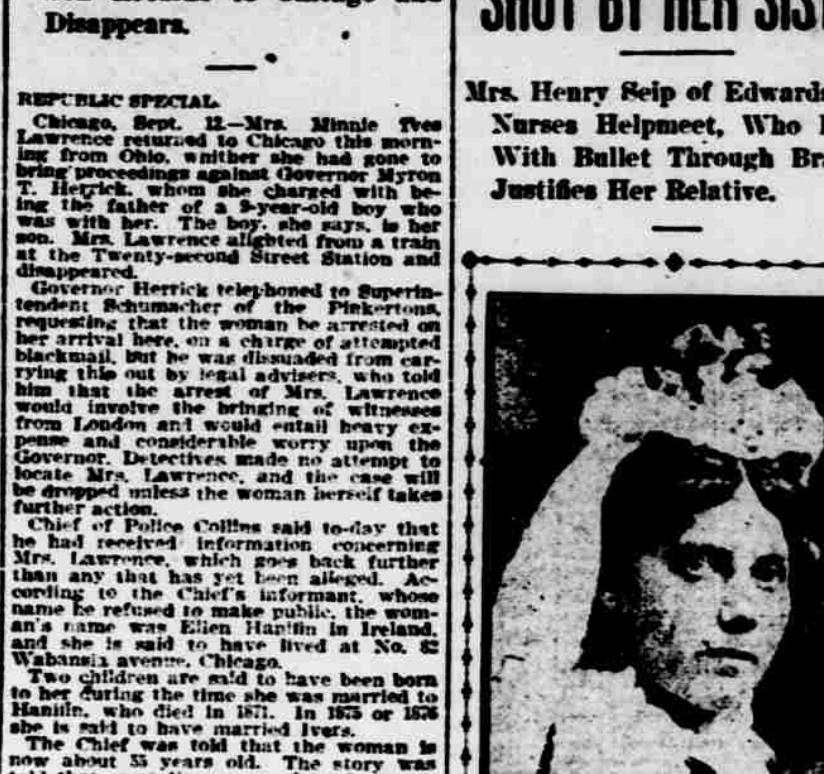 Disappears.
REPUBLIC SPECIAL.
Chicago, Sept. 12.—Mrs. Minnie Ives
Lawrence returned to Chicago this morn-
ing from Ohio, whither she had gone to
bring proceedings against Governor Myron
T. Herrick, whom she charged with be-
ing the father of a 9-year-old boy who
was with her. The boy, she says, is her
son. Mrs. Lawrence alighted from a train
at the Twenty-second Street Station and
disappeared.
Governor Herrick telephoned to Superin-
tendent Schumacher of the Pinkertons,
requesting that the woman be arrested on
her arrival here, on a charge of attempted
blackmail, but he was dissuaded from car-
rying this out by legal advisers, who told
him that the arrest of Mrs. Lawrence
would involve the bringing of witnesses
from London and would entail heavy ex-
pense and considerable worry upon the
Governor. Detectives made no attempt to
locate Mrs. Lawrence, and the case will
be dropped unless the woman herself takes
further action.
Chief of Police Collins said to-day that
he had received information concerning
Mrs. Lawrence, which goes back further
than any that has yet been alleged. Ac-
cording to the Chief's informant, whose
name he refused to make public, the wom-
an's name was Ellen Hanifin in Ireland,
and she is said to have lived at No. 82
Wabansia avenue, Chicago.
Two children are said to have been born
to her during the time she was married to
Hanifin, who died in 1871. In 1875 or 1876
she is said to have married Ivers.
The Chief was told that the woman is
now about 55 years old. The story was
SHOT BY HER SIS
Mrs. Henry Seip of Edwards
Nurses Helpmeet, Who
With Bullet Through Bra
Justifies Her Relative.